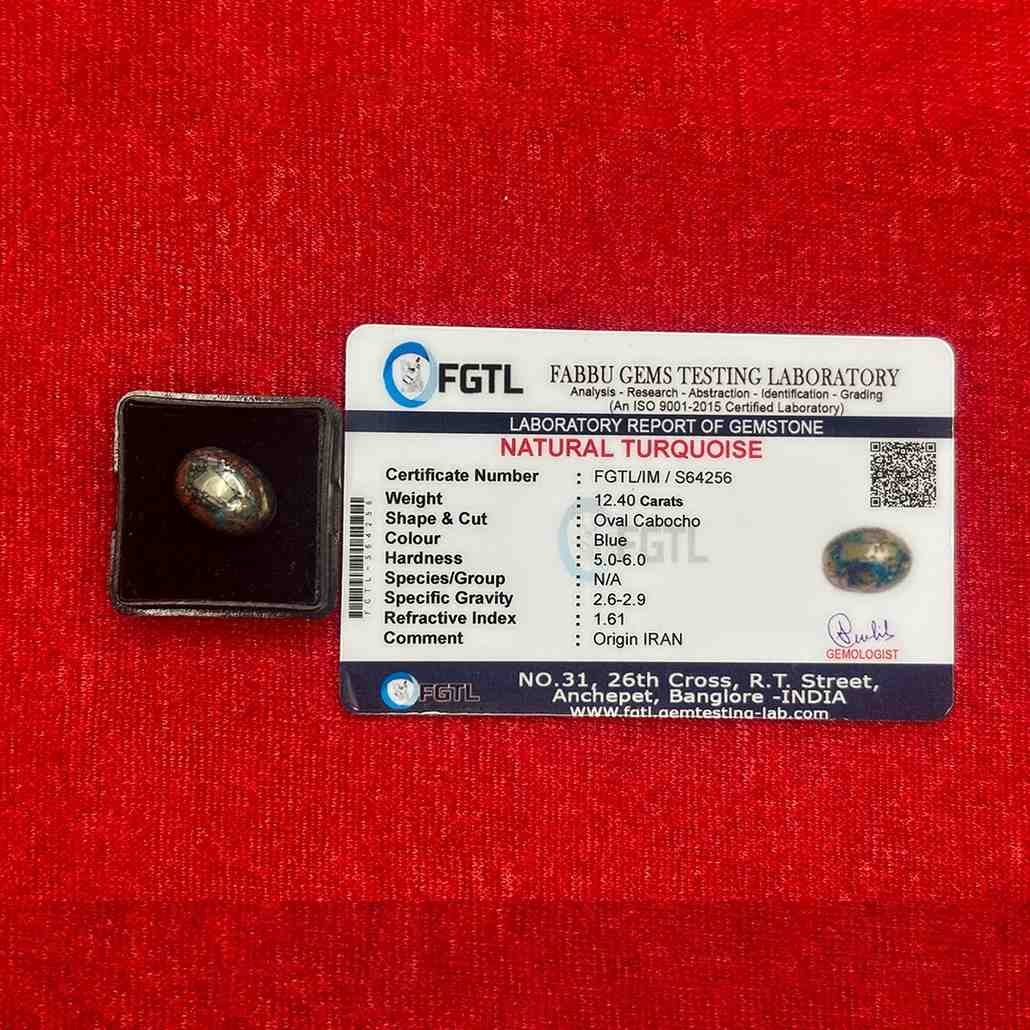 FGTL
FABBU GEMS TESTING LABORATORY
Analysis - Research - Abstraction - Identification - Grading
(An ISO 9001-2015 Certified Laboratory)
LABORATORY REPORT OF GEMSTONE
NATURAL TURQUOISE
Certificate Number : FGTL/IM / S64256
Weight : 12.40 Carats
Shape & Cut : Oval Cabocho
Colour : Blue
Hardness : 5.0-6.0
Species/Group : N/A
Specific Gravity : 2.6-2.9
Refractive Index : 1.61
Comment : Origin IRAN
FGTL
FGTL-S64256
GEMOLOGIST
FGTL
NO.31, 26th Cross, R.T. Street,
Anchepet, Banglore -INDIA
www.fgtl.gemtesting-lab.com